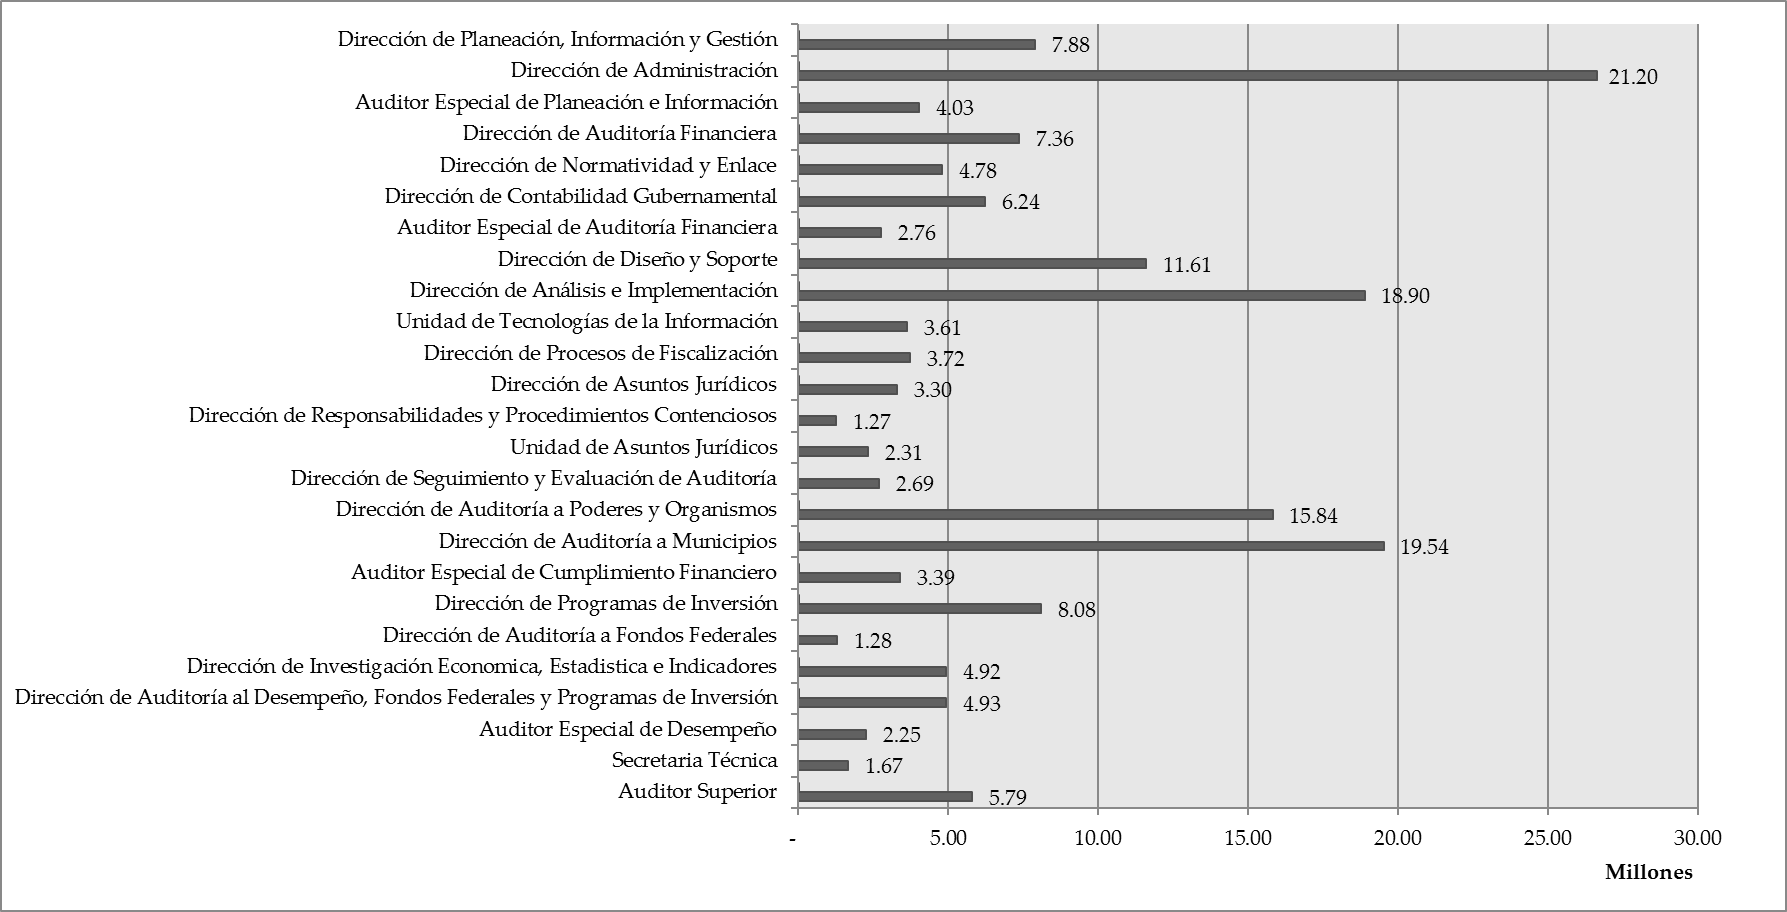 Dirección de Planeación, Información y Gestión 7.88
Dirección de Administración 21.20
Auditor Especial de Planeación e Información 4.03
Dirección de Auditoría Financiera 7.36
Dirección de Normatividad y Enlace 4.78
Dirección de Contabilidad Gubernamental 6.24
Auditor Especial de Auditoría Financiera 2.76
Dirección de Diseño y Soporte 11.61
Dirección de Análisis e Implementación 18.90
Unidad de Tecnologías de la Información 3.61
Dirección de Procesos de Fiscalización 3.72
Dirección de Asuntos Jurídicos 3.30
Dirección de Responsabilidades y Procedimientos Contenciosos 1.27
Unidad de Asuntos Jurídicos 2.31
Dirección de Seguimiento y Evaluación de Auditoría 2.69
Dirección de Auditoría a Poderes y Organismos 15.84
Dirección de Auditoría a Municipios 19.54
Auditor Especial de Cumplimiento Financiero 3.39
Dirección de Programas de Inversión 8.08
Dirección de Auditoría a Fondos Federales 1.28
Dirección de Investigación Economica, Estadistica e Indicadores 4.92
Dirección de Auditoría al Desempeño, Fondos Federales y Programas de Inversión 4.93
Auditor Especial de Desempeño 2.25
Secretaria Técnica 1.67
Auditor Superior 5.79
- 5.00 10.00 15.00 20.00 25.00 30.00
Millones